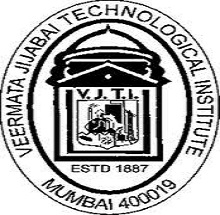 VEERMATA JIJABAI TECHNOLOGICAL INSTITUTE
V.J.T.I.
ESTD 1887
MUMBAI 400019